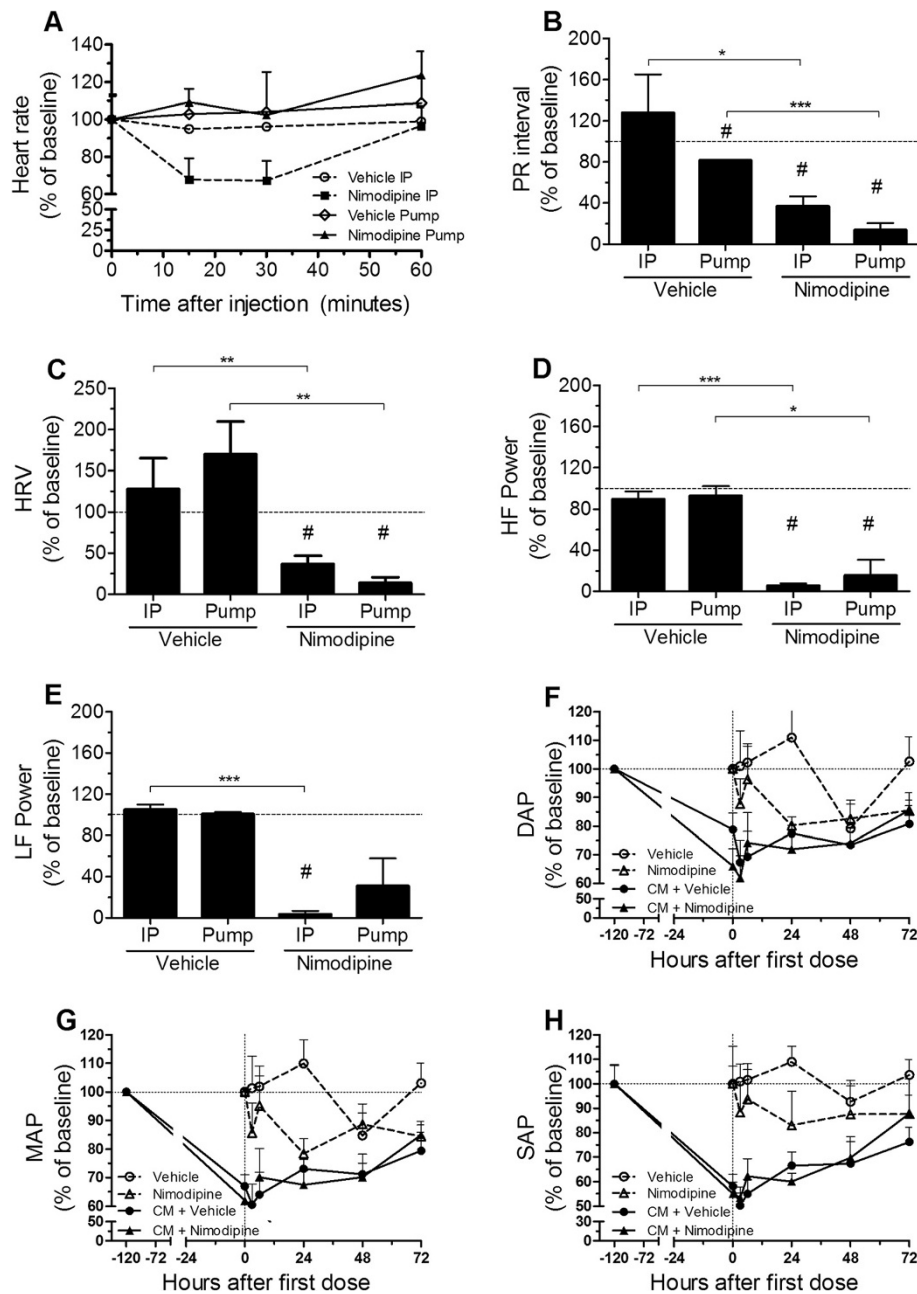 A
Heart rate
(% of baseline)
140
120
100
80
60
50
25
0
0 10 20 30 40 50 60
Time after injection (minutes)
Vehicle IP
Nimodipine IP
Vehicle Pump
Nimodipine Pump
B
PR interval
(% of baseline)
200
160
120
80
40
0
*
***
#
#
#
IP Pump IP Pump
Vehicle Nimodipine
C
HRV
(% of baseline)
250
200
150
100
50
0
**
**
# #
IP Pump IP Pump
Vehicle Nimodipine
D
HF Power
(% of baseline)
200
160
120
80
40
0
***
*
# #
IP Pump IP Pump
Vehicle Nimodipine
E
LF Power
(% of baseline)
200
160
120
80
40
0
***
#
IP Pump IP Pump
Vehicle Nimodipine
F
DAP
(% of baseline)
120
110
100
90
80
70
60
50
0
-120 -72 -24 0 24 48 72
Hours after first dose
Vehicle
Nimodipine
CM + Vehicle
CM + Nimodipine
G
MAP
(% of baseline)
120
110
100
90
80
70
60
50
30
0
-120 -72 -24 0 24 48 72
Hours after first dose
Vehicle
Nimodipine
CM + Vehicle
CM + Nimodipine
H
SAP
(% of baseline)
120
110
100
90
80
70
60
50
30
0
-120 -72 -24 0 24 48 72
Hours after first dose
Vehicle
Nimodipine
CM + Vehicle
CM + Nimodipine